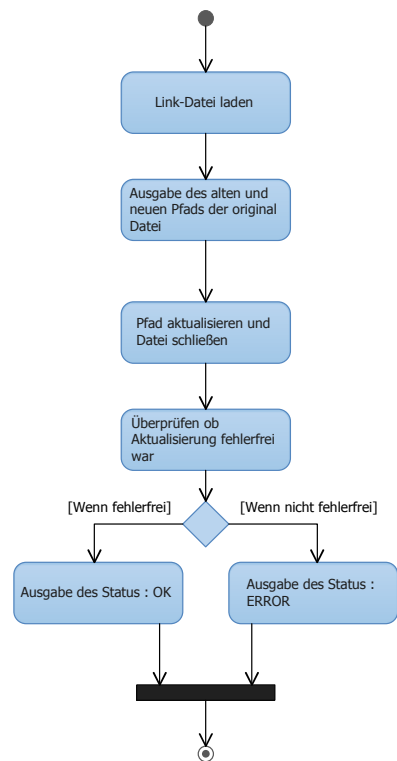 Link-Datei laden
Ausgabe des alten und
neuen Pfads der original
Datei
Pfad aktualisieren und
Datei schließen
Überprüfen ob
Aktualisierung fehlerfrei
war
[Wenn fehlerfrei]
[Wenn nicht fehlerfrei]
Ausgabe des Status : OK
Ausgabe des Status :
ERROR